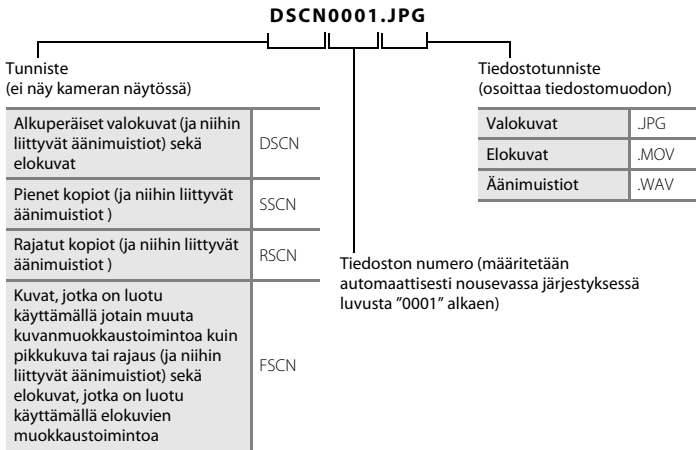 DSCN0001.JPG
Tunniste
(ei näy kameran näytössä)
Alkuperäiset valokuvat (ja niihin
liittyvät äänimuistiot) sekä
elokuvat
DSCN
Pienet kopiot (ja niihin liittyvät
äänimuistiot )
SSCN
Rajatut kopiot (ja niihin liittyvät
äänimuistiot )
RSCN
Kuvat, jotka on luotu
käyttämällä jotain muuta
kuvanmuokkaustoimintoa kuin
pikkukuva tai rajaus (ja niihin
liittyvät äänimuistiot) sekä
elokuvat, jotka on luotu
käyttämällä elokuvien
muokkaustoimintoa
FSCN
Tiedoston numero (määritetään
automaattisesti nousevassa järjestyksessä
luvusta ”0001” alkaen)
Tiedostotunniste
(osoittaa tiedostomuodon)
Valokuvat .JPG
Elokuvat .MOV
Äänimuistiot .WAV